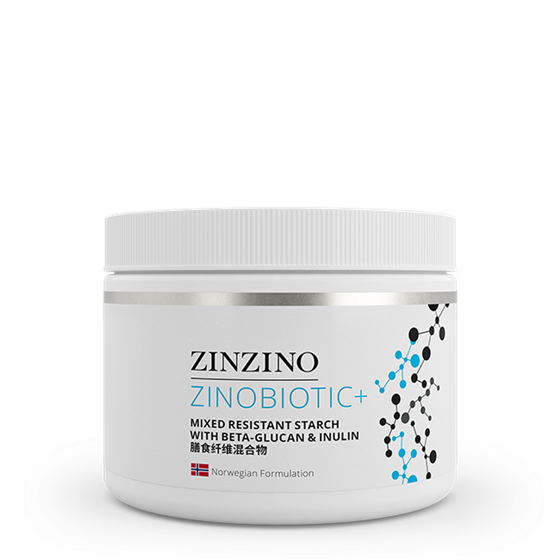 ZINZINO
ZINOBIOTIC+
MIXED RESISTANT STARCH
WITH BETA-GLUCAN & INULIN
膳食纤维混合物
Norwegian Formulation